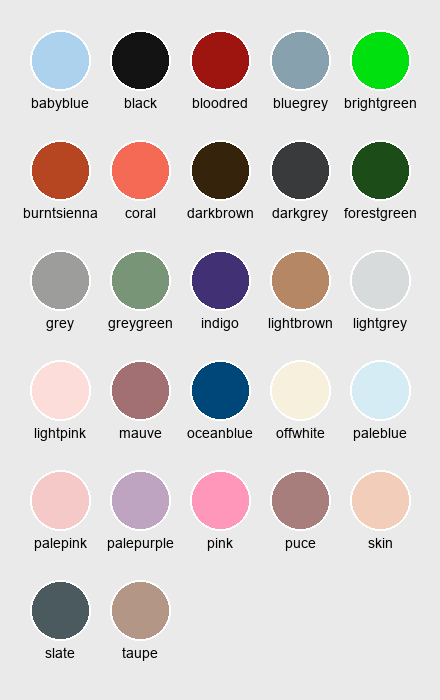 babyblue black bloodred bluegrey brightgreen
burntsienna coral darkbrown darkgrey forestgreen
grey greygreen indigo lightbrown lightgrey
lightpink mauve oceanblue offwhite paleblue
palepink palepurple pink puce skin
slate taupe